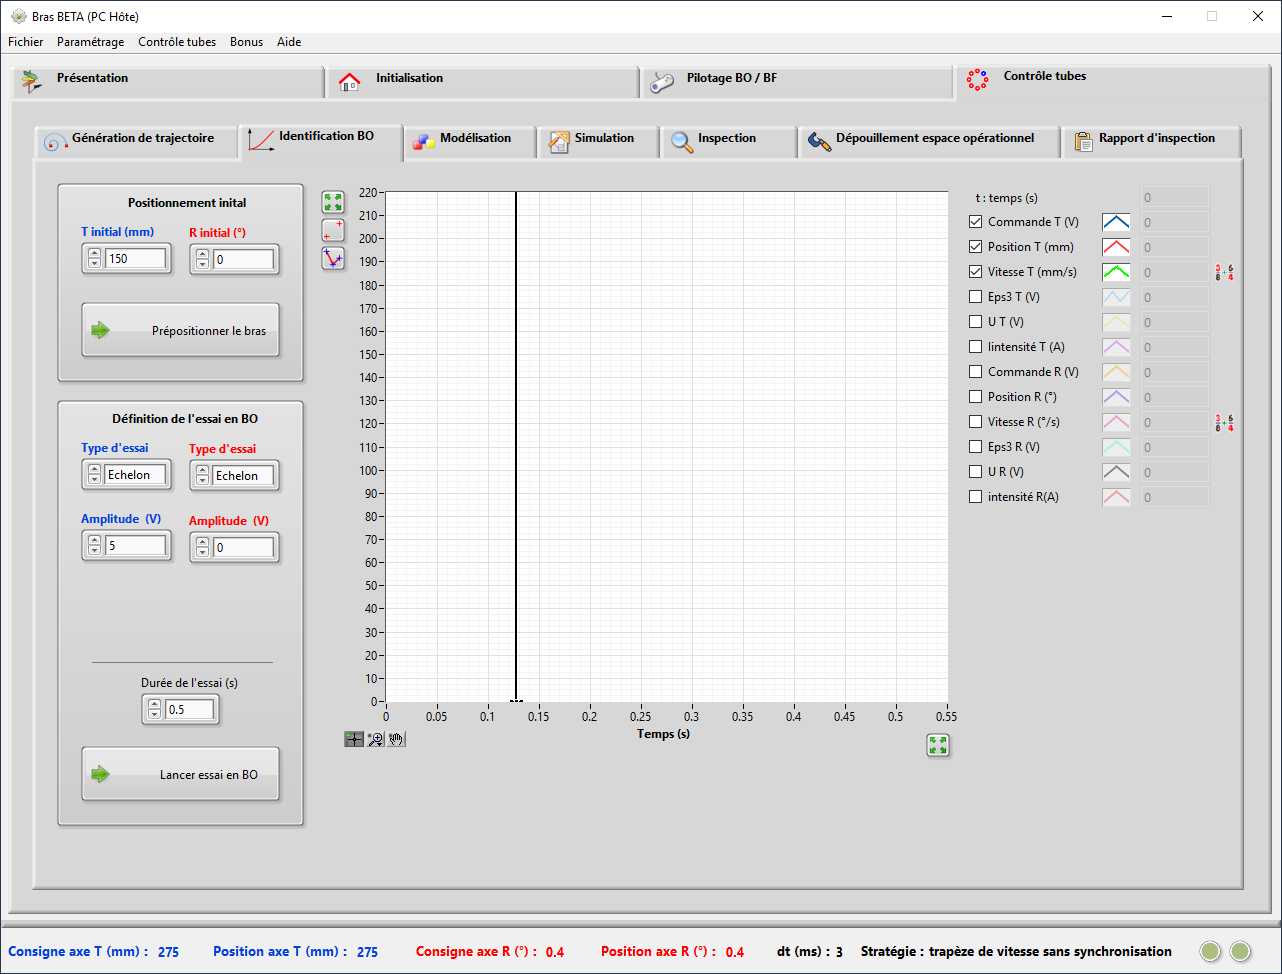 Bras BETA (PC Hôte)
Fichier Paramétrage Contrôle tubes Bonus Aide
Présentation Initialisation Pilotage BO / BF Contrôle tubes
Génération de trajectoire Identification BO Modélisation Simulation Inspection Dépouillement espace opérationnel Rapport d'inspection
Positionnement inital
T initial (mm) R initial (°)
150 0
Prépositionner le bras
Définition de l'essai en BO
Type d'essai Type d'essai
Echelon Echelon
Amplitude (V) Amplitude (V)
5 0
Durée de l'essai (s)
0.5
Lancer essai en BO
220
210
200
190
180
170
160
150
140
130
120
110
100
90
80
70
60
50
40
30
20
10
0
0 0.05 0.1 0.15 0.2 0.25 0.3 0.35 0.4 0.45 0.5 0.55
Temps (s)
t : temps (s) 0
Commande T (V) 0
Position T (mm) 0
Vitesse T (mm/s) 0
Eps3 T (V) 0
U T (V) 0
Iintensité T (A) 0
Commande R (V) 0
Position R (°) 0
Vitesse R (°/s) 0
Eps3 R (V) 0
U R (V) 0
intensité R(A) 0
Consigne axe T (mm) : 275 Position axe T (mm) : 275 Consigne axe R (°) : 0.4 Position axe R (°) : 0.4 dt (ms) : 3 Stratégie : trapèze de vitesse sans synchronisation